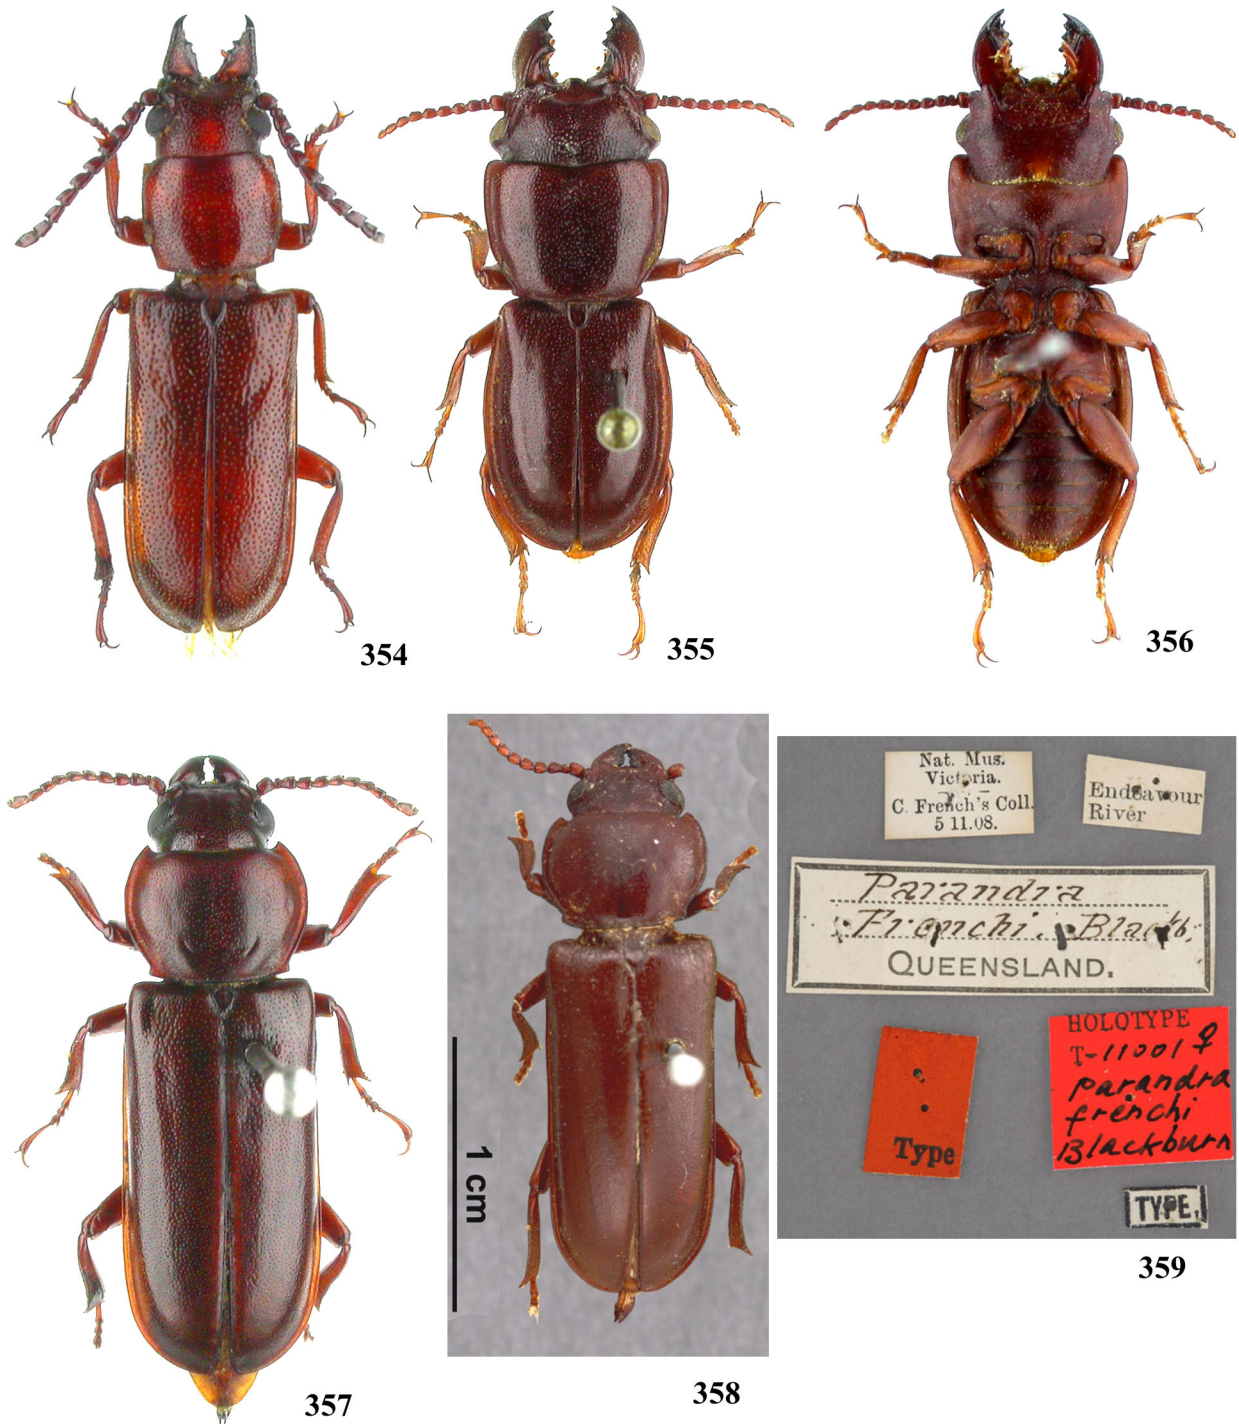 354
355
356
357
358
1 cm
Nat. Mus.
Victoria.
C. French's Coll.
5 11.08.
Endeavour
River
Parandra
Frenchi. Blackb.
QUEENSLAND.
Type
HOLOTYPE
T-11001 ♀
parandra
frenchi
Blackburn
TYPE.
359